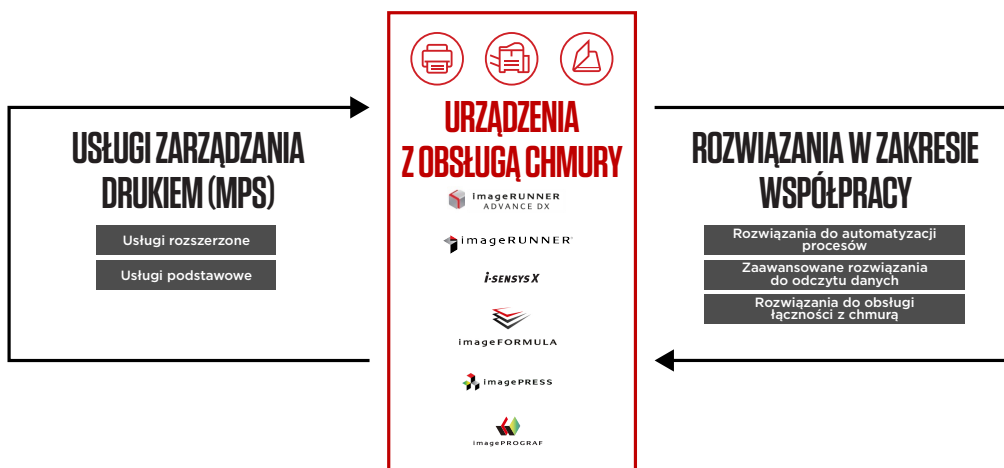 USŁUGI ZARZĄDZANIA
DRUKIEM (MPS)
Usługi rozszerzone
Usługi podstawowe
URZĄDZENIA
Z OBSŁUGĄ CHMURY
imageRUNNER
ADVANCE DX
imageRUNNER
i-SENSYS X
imageFORMULA
imagePRESS
imagePROGRAF
ROZWIĄZANIA W ZAKRESIE
WSPÓŁPRACY
Rozwiązania do automatyzacji
procesów
Zaawansowane rozwiązania
do odczytu danych
Rozwiązania do obsługi
łączności z chmurą